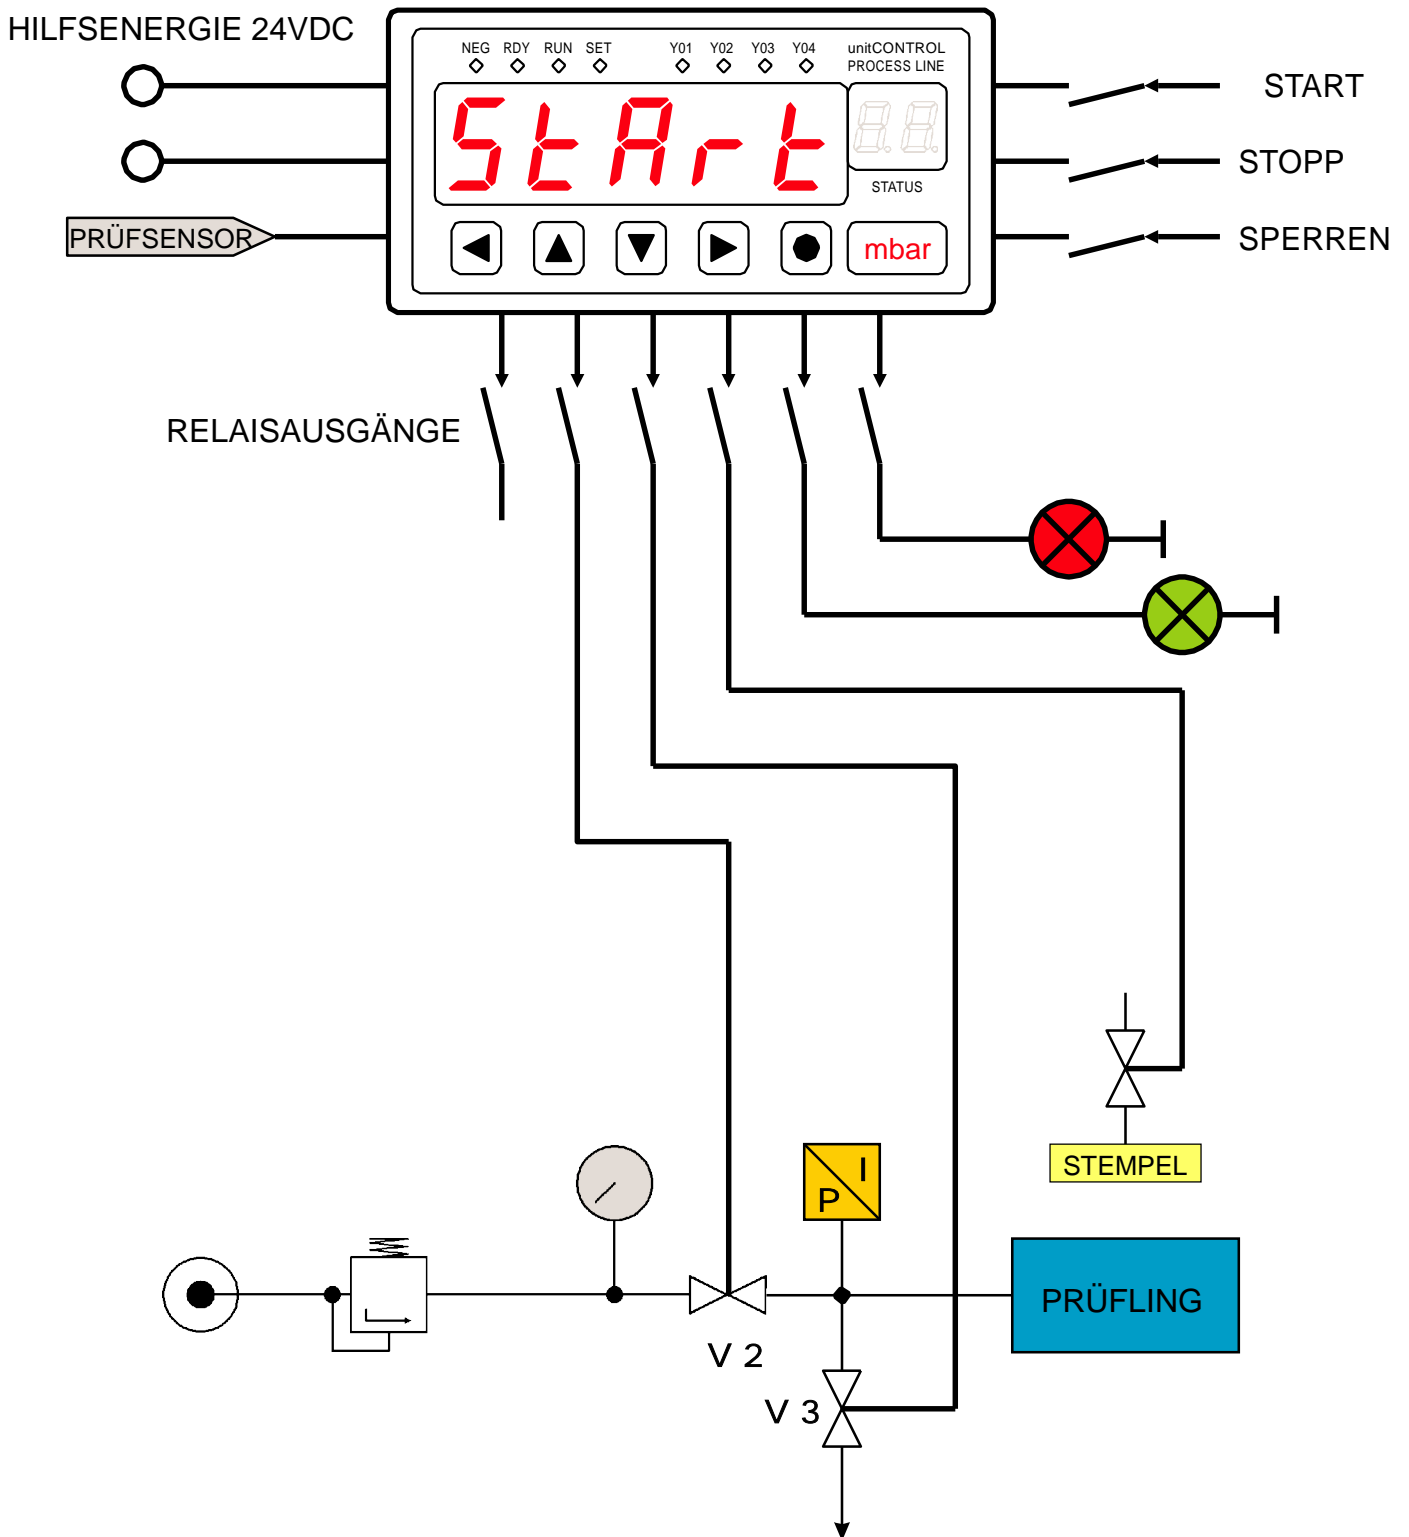 HILFSENERGIE 24VDC
NEG RDY RUN SET Y01 Y02 Y03 Y04
unitCONTROL
PROCESS LINE
StArt
STATUS
mbar
PRÜFSENSOR
START
STOPP
SPERREN
RELAISAUSGÄNGE
STEMPEL
I
P
PRÜFLING
V 2
V 3